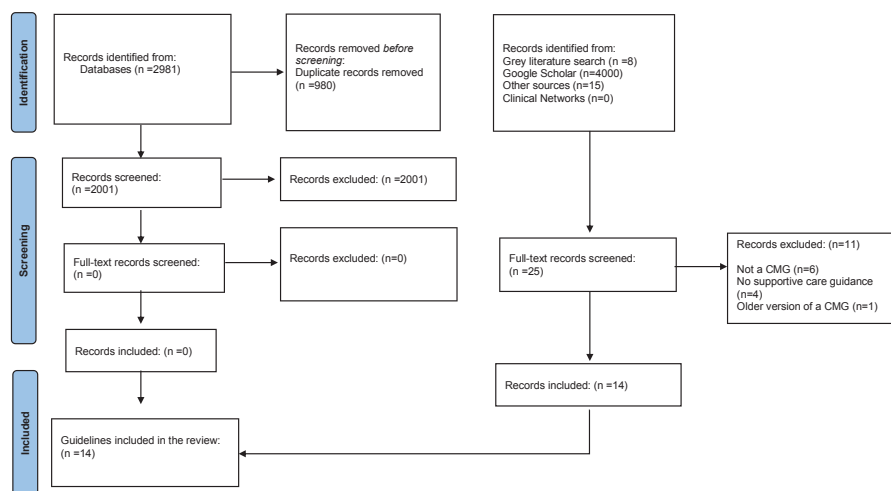 Identification
Records identified from:
Databases (n =2981)
Records removed before
screening:
Duplicate records removed
(n =980)
Records identified from:
Grey literature search (n =8)
Google Scholar (n=4000)
Other sources (n=15)
Clinical Networks (n=0)
Screening
Records screened:
(n =2001)
Records excluded: (n =2001)
Full-text records screened:
(n =0)
Records excluded: (n=0)
Full-text records screened:
(n =25)
Records excluded: (n=11)
Not a CMG (n=6)
No supportive care guidance
(n=4)
Older version of a CMG (n=1)
Records included: (n =0)
Records included: (n =14)
Included
Guidelines included in the review:
(n =14)